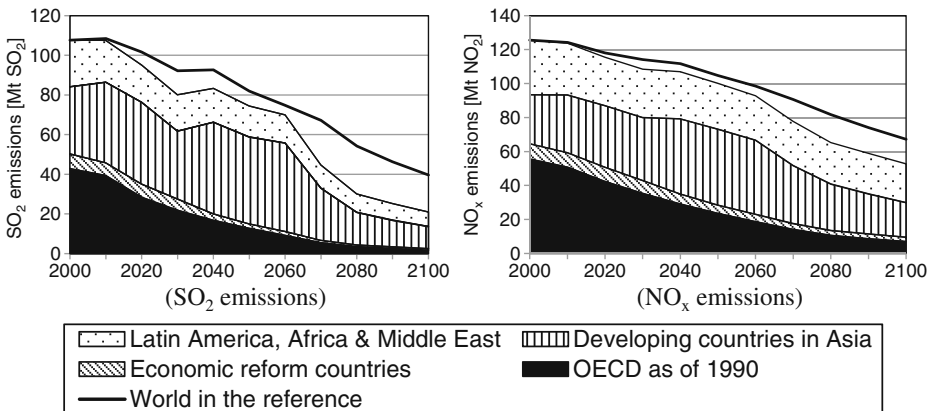 SO2 emissions [Mt SO2]
120
100
80
60
40
20
0
2000 2020 2040 2060 2080 2100
(SO2 emissions)
NOx emissions [Mt NO2]
140
120
100
80
60
40
20
0
2000 2020 2040 2060 2080 2100
(NOx emissions)
Latin America, Africa & Middle East
Developing countries in Asia
Economic reform countries
OECD as of 1990
World in the reference